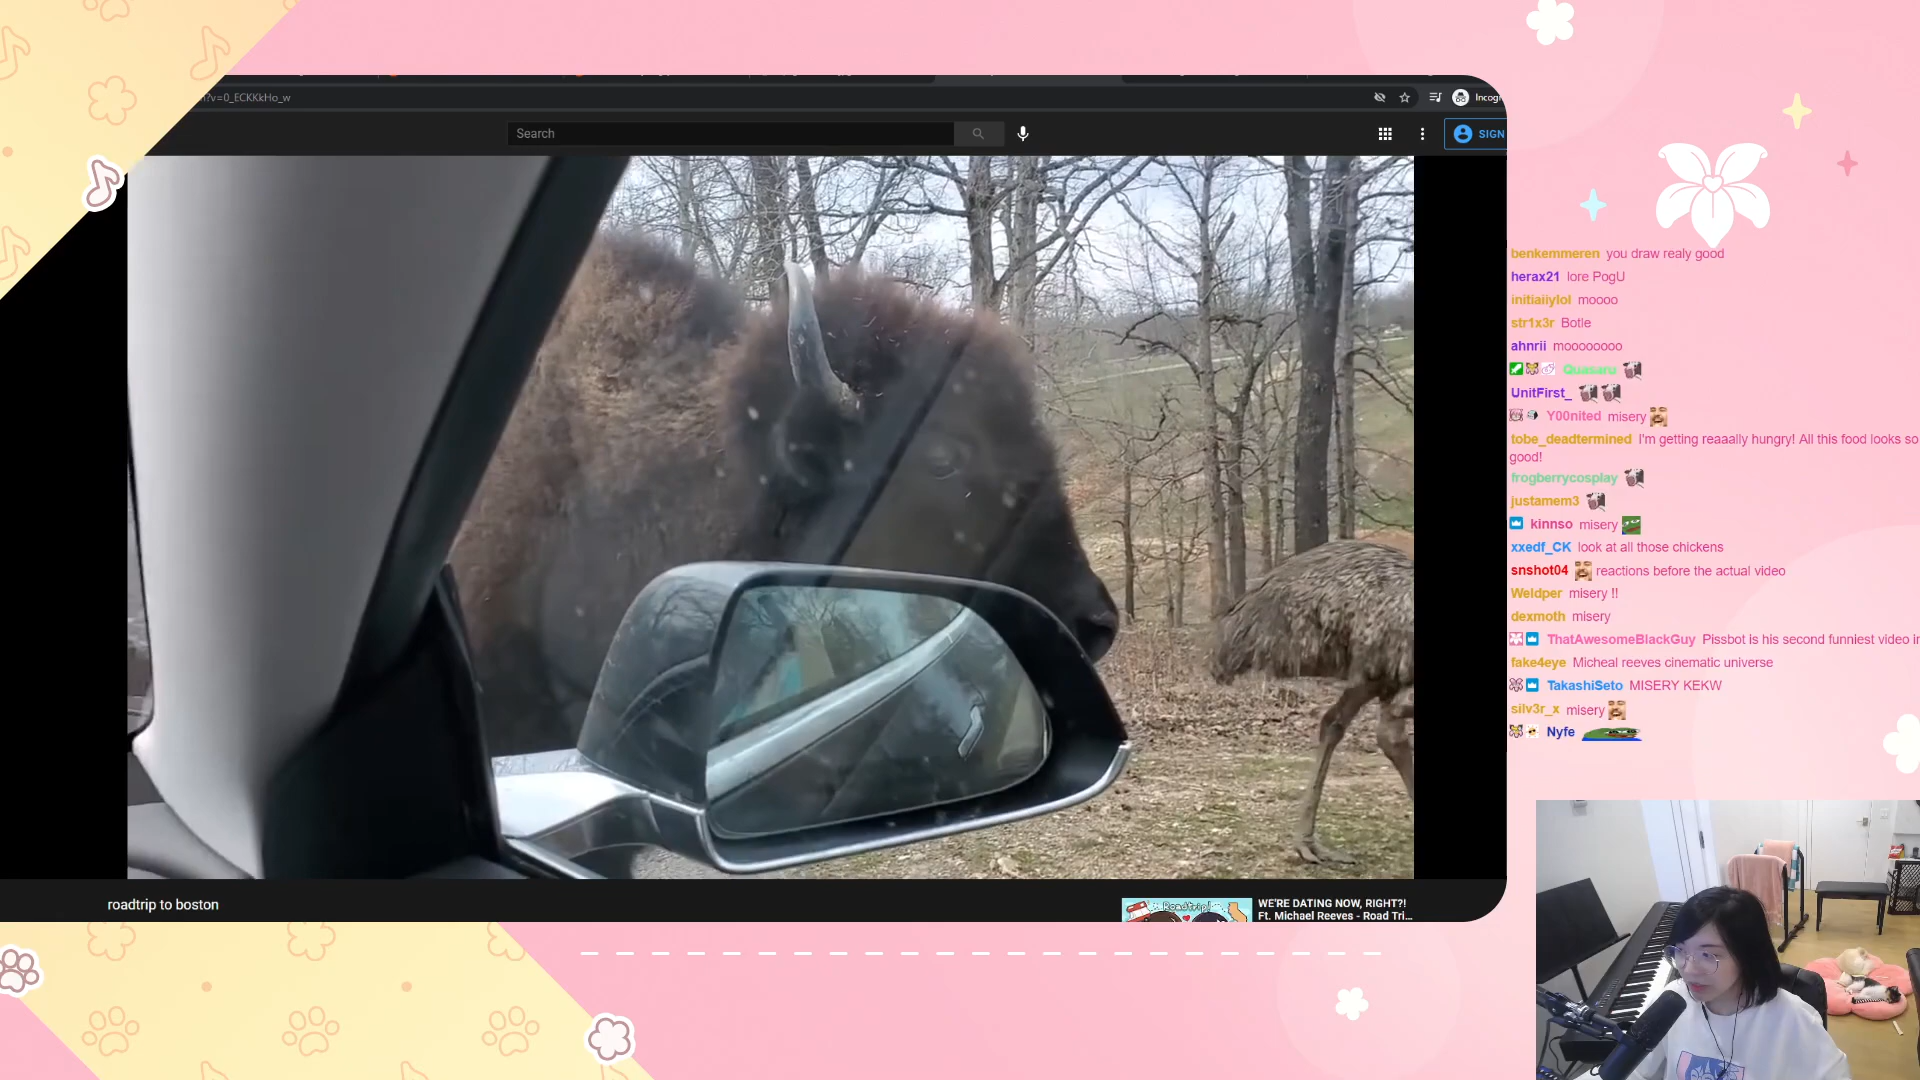 ?v=0_ECKKkHo_w
Search
SIGN
roadtrip to boston
WE'RE DATING NOW, RIGHT?!
Ft. Michael Reeves - Road Tri...
Roadtrip!
benkemmeren you draw realy good
herax21 lore PogU
initiaiiylol moooo
str1x3r Botle
ahnrii moooooooo
Quasaru
UnitFirst_
Y00nited misery
tobe_deadtermined I'm getting reaaally hungry! All this food looks so
good!
frogberrycosplay
justamem3
kinnso misery
xxedf_CK look at all those chickens
snshot04 reactions before the actual video
Weldper misery !!
dexmoth misery
ThatAwesomeBlackGuy Pissbot is his second funniest video
fake4eye Micheal reeves cinematic universe
TakashiSeto MISERY KEKW
silv3r_x misery
Nyfe